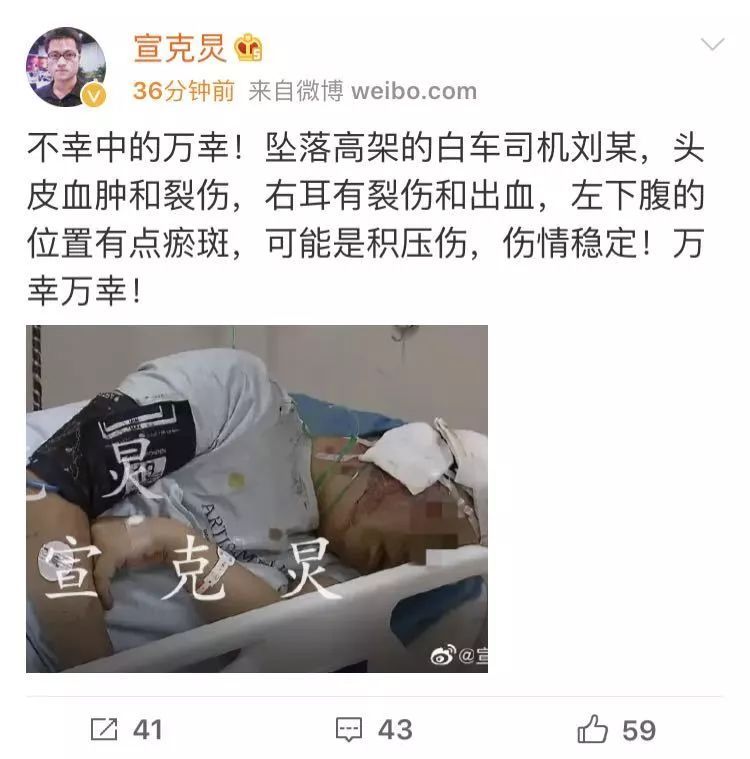 宣克炅
36分钟前 来自微博 weibo.com
不幸中的万幸！坠落高架的白车司机刘某，头
皮血肿和裂伤，右耳有裂伤和出血，左下腹的
位置有点瘀斑，可能是积压伤，伤情稳定！万
幸万幸！
炅
宣克炅
@宣
41 43 59